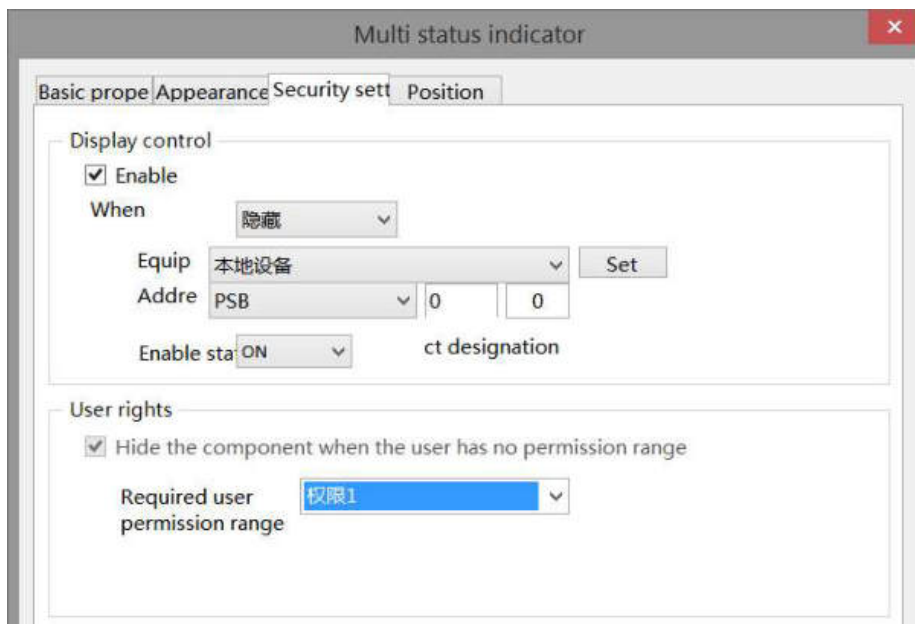 Multi status indicator
Basic prope Appearance Security sett Position
Display control
Enable
When 隐藏
Equip 本地设备 Set
Addre PSB 0 0
Enable sta ON ct designation
User rights
Hide the component when the user has no permission range
Required user 权限1
permission range